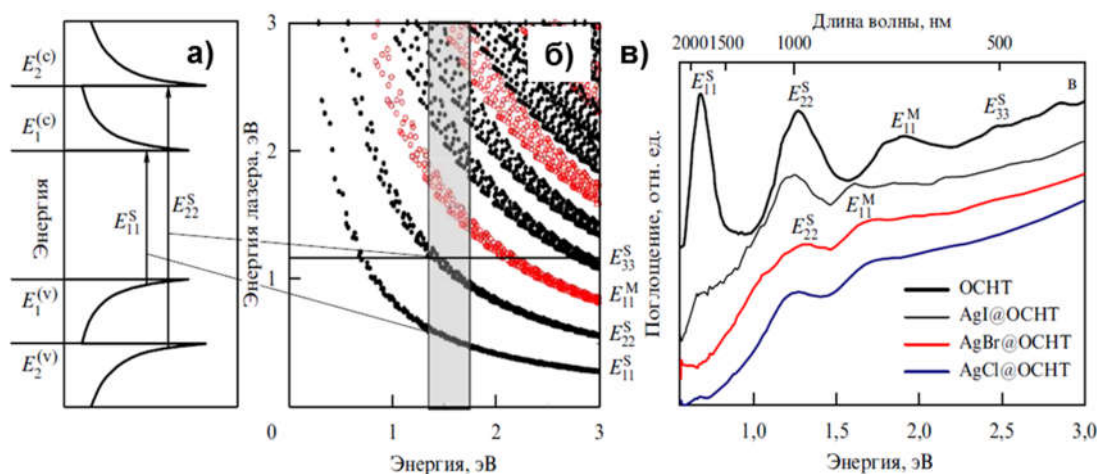 а)
E₂⁽ᶜ⁾
E₁⁽ᶜ⁾
Энергия
E₁₁ˢ
E₂₂ˢ
E₁⁽ᵛ⁾
E₂⁽ᵛ⁾
б)
Энергия лазера, эВ
3
2
1
0
1
2
3
Энергия, эВ
E₃₃ˢ
E₁₁ᴹ
E₂₂ˢ
E₁₁ˢ
в)
Длина волны, нм
2000 1500 1000 500
Поглощение, отн. ед.
в
E₁₁ˢ
E₂₂ˢ
E₁₁ᴹ
E₃₃ˢ
E₂₂ˢ
E₁₁ᴹ
ОСНТ
AgI@ОСНТ
AgBr@ОСНТ
AgCl@ОСНТ
1,0 1,5 2,0 2,5 3,0
Энергия, эВ